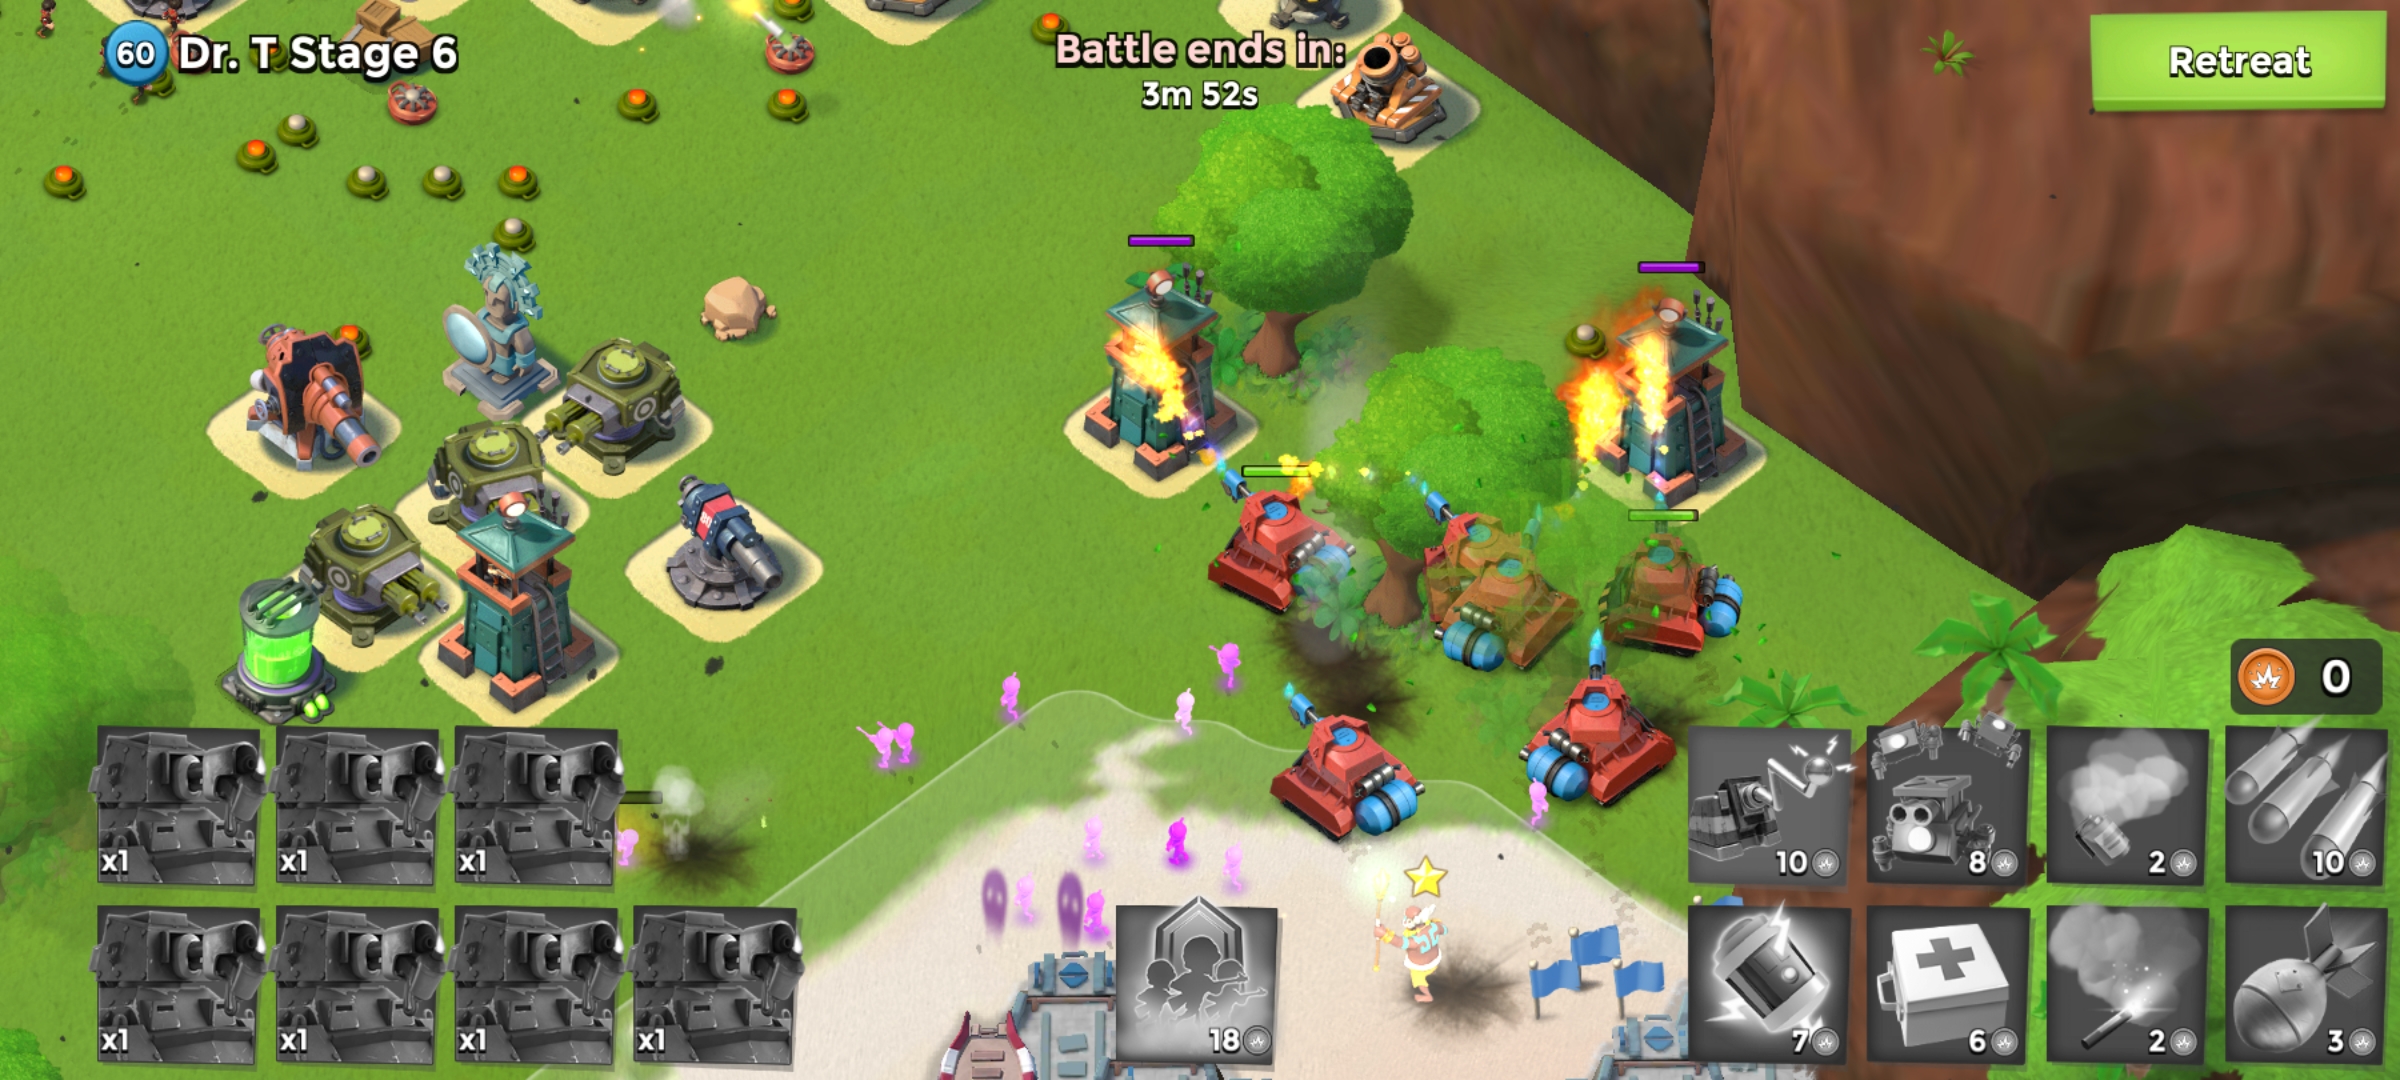 60 Dr. T Stage 6
Battle ends in:
3m 52s
Retreat
0
x1 x1 x1
10 8 2 10
x1 x1 x1 x1
18
7 6 2 3